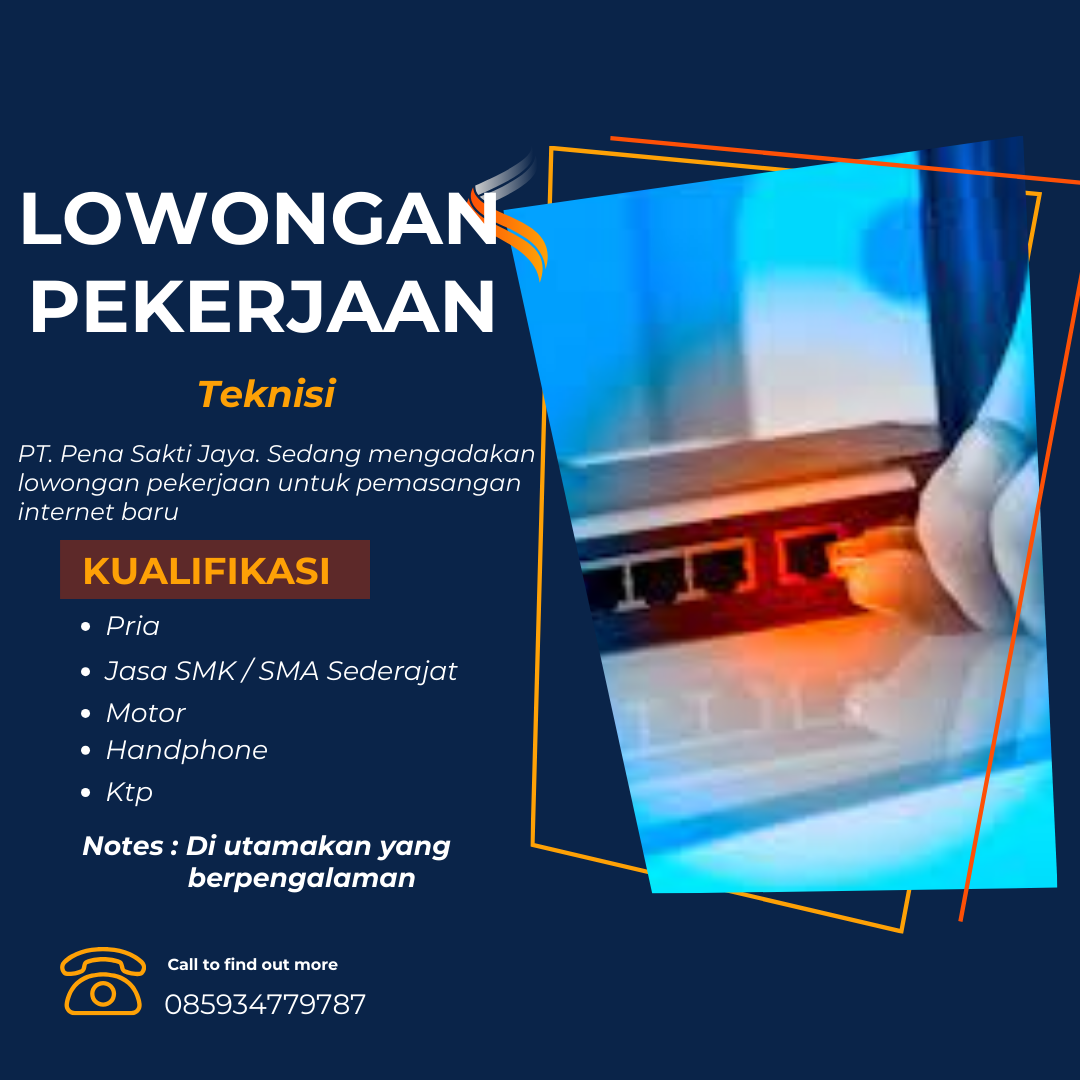 LOWONGAN
PEKERJAAN
Teknisi
PT. Pena Sakti Jaya. Sedang mengadakan
lowongan pekerjaan untuk pemasangan
internet baru
KUALIFIKASI
• Pria
• Jasa SMK / SMA Sederajat
• Motor
• Handphone
• Ktp
Notes : Di utamakan yang
berpengalaman
Call to find out more
085934779787